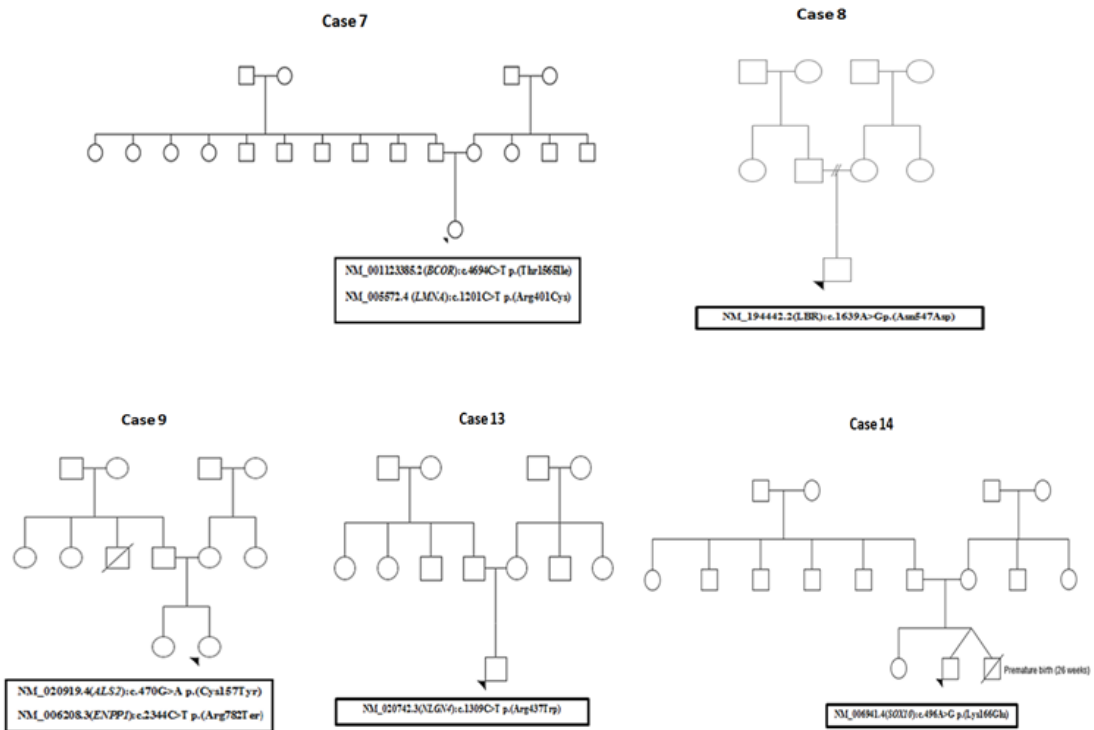 Case 7
Case 8
NM_001123385.2(BCOR):c.4694C>T p.(Thr1565Ile)
NM_005572.4 (LMNA):c.1201C>T p.(Arg401Cys)
NM_194442.2(LBR):c.1639A>Gp.(Asn547Asp)
Case 9
Case 13
Case 14
Premature birth (26 weeks)
NM_020919.4(ALS2):c.470G>A p.(Cys157Tyr)
NM_006208.3(ENPP1):c.2344C>T p.(Arg782Ter)
NM_020742.3(NLGN4):c.1309C>T p.(Arg437Trp)
NM_006941.4(SOX10):c.496A>G p.(Lys166Glu)